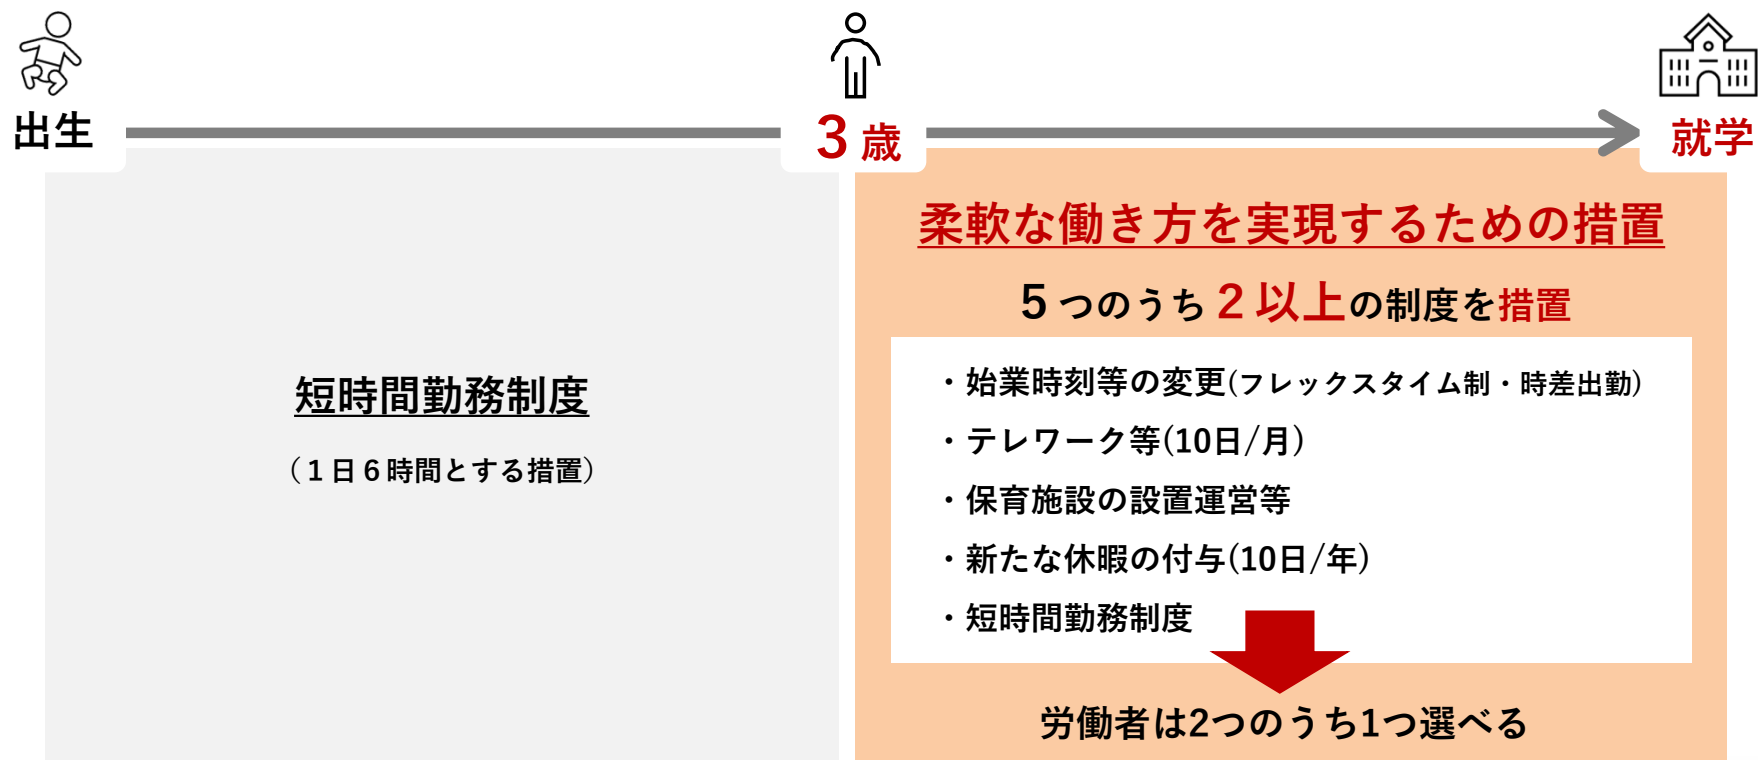 出生
3歳
就学
短時間勤務制度
（1日6時間とする措置）
柔軟な働き方を実現するための措置
5つのうち2以上の制度を措置
・始業時刻等の変更(フレックスタイム制・時差出勤)
・テレワーク等(10日/月)
・保育施設の設置運営等
・新たな休暇の付与(10日/年)
・短時間勤務制度
労働者は2つのうち1つ選べる